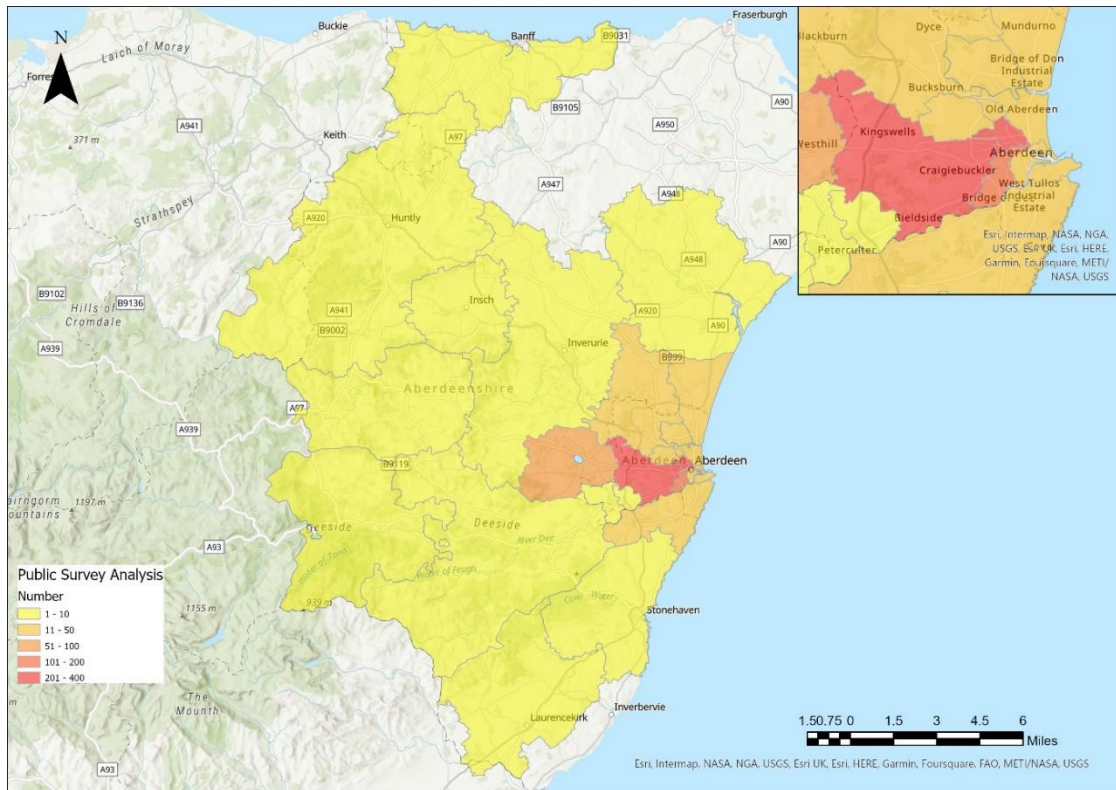 N
Buckie
Banff
B9031
Fraserburgh
Laich of Moray
Forres
B9105
A90
A941
A97
A950
371 m
Keith
A947
A948
Strathspey
A920
Huntly
A90
A948
B9102
B9136
Hills of
Cromdale
Insch
A941
B9002
A920
A90
A939
Inverurie
B999
Aberdeenshire
A97
A939
B9119
Aberdeen
Aberdeen
1197 m
Deeside
Deeside
River Dee
A93
Water of Feugh
939 m
Cowi Water
Stonehaven
1155 m
The
Mounth
Laurencekirk
Inverbervie
A93
Public Survey Analysis
Number
1 - 10
11 - 50
51 - 100
101 - 200
201 - 400
Blackburn
Dyce
Mundurno
Bridge of Don
Industrial
Estate
Bucksburn
Old Aberdeen
Kingswells
Westhill
Aberdeen
Craigiebuckler
West Tullos
Industrial
Estate
Bieldside
Peterculter
Esri, Intermap, NASA, NGA,
USGS, Esri UK, Esri, HERE,
Garmin, Foursquare, METI/
NASA, USGS
1.50.75 0 1.5 3 4.5 6
Miles
Esri, Intermap, NASA, NGA, USGS, Esri UK, Esri, HERE, Garmin, Foursquare, FAO, METI/NASA, USGS